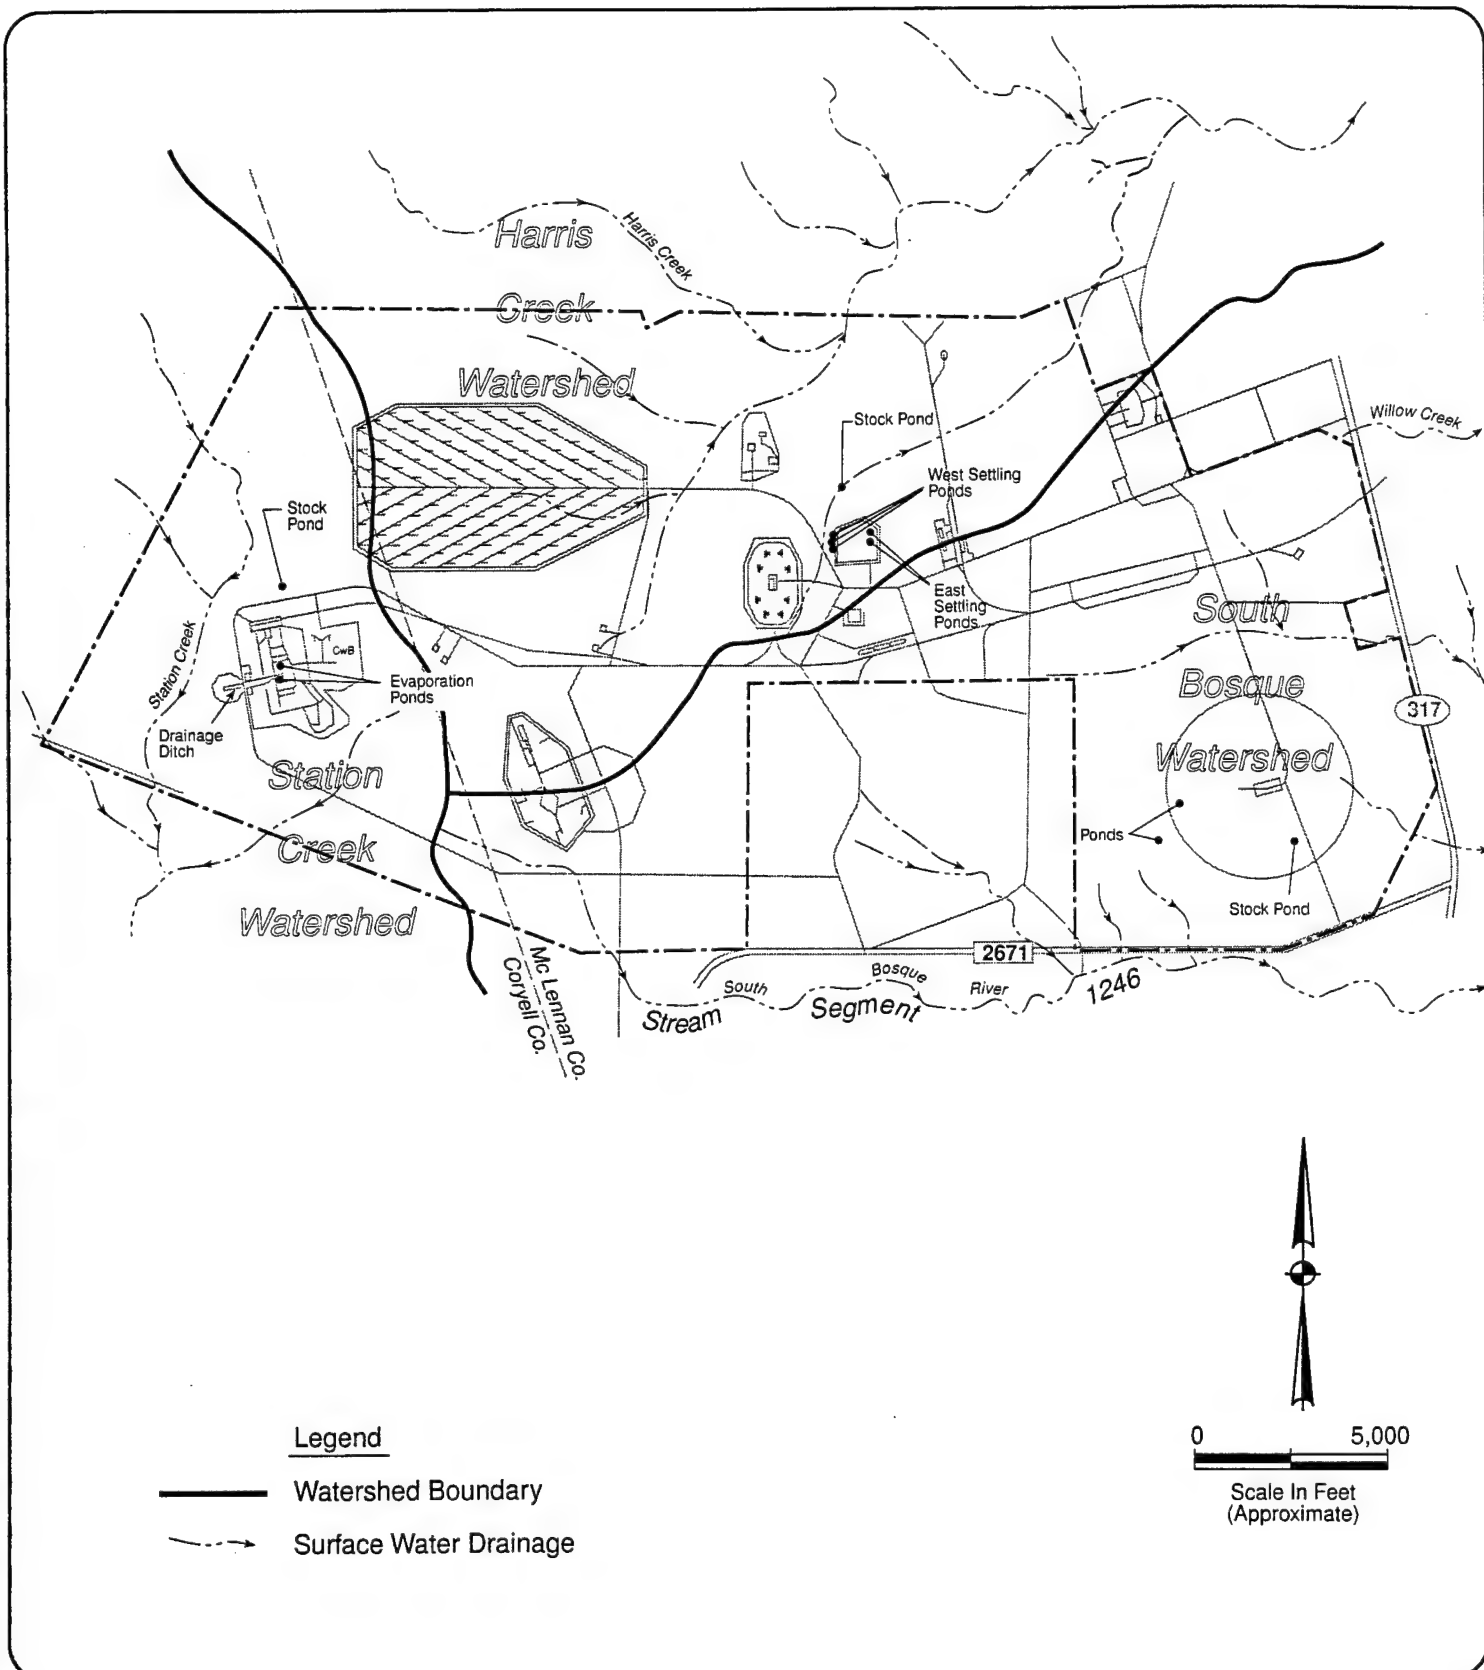 Harris
Harris Creek
Creek
Watershed
Stock Pond
Willow Creek
West Settling
Ponds
Stock
Pond
East
Settling
Ponds
South
Station Creek
CwB
Evaporation
Ponds
Bosque
317
Drainage
Ditch
Station
Watershed
Creek
Ponds
Watershed
Stock Pond
Mc Lennan Co.
Coryell Co.
2671
South Bosque River
Stream Segment 1246
0 5,000
Scale In Feet
(Approximate)
Legend
Watershed Boundary
Surface Water Drainage